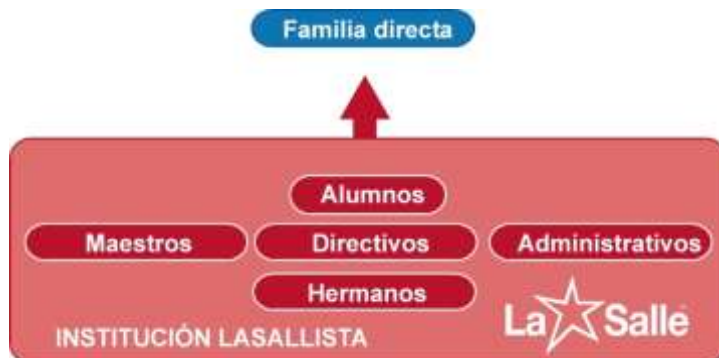 Familia directa
Alumnos
Maestros
Directivos
Administrativos
Hermanos
INSTITUCIÓN LASALLISTA
La Salle